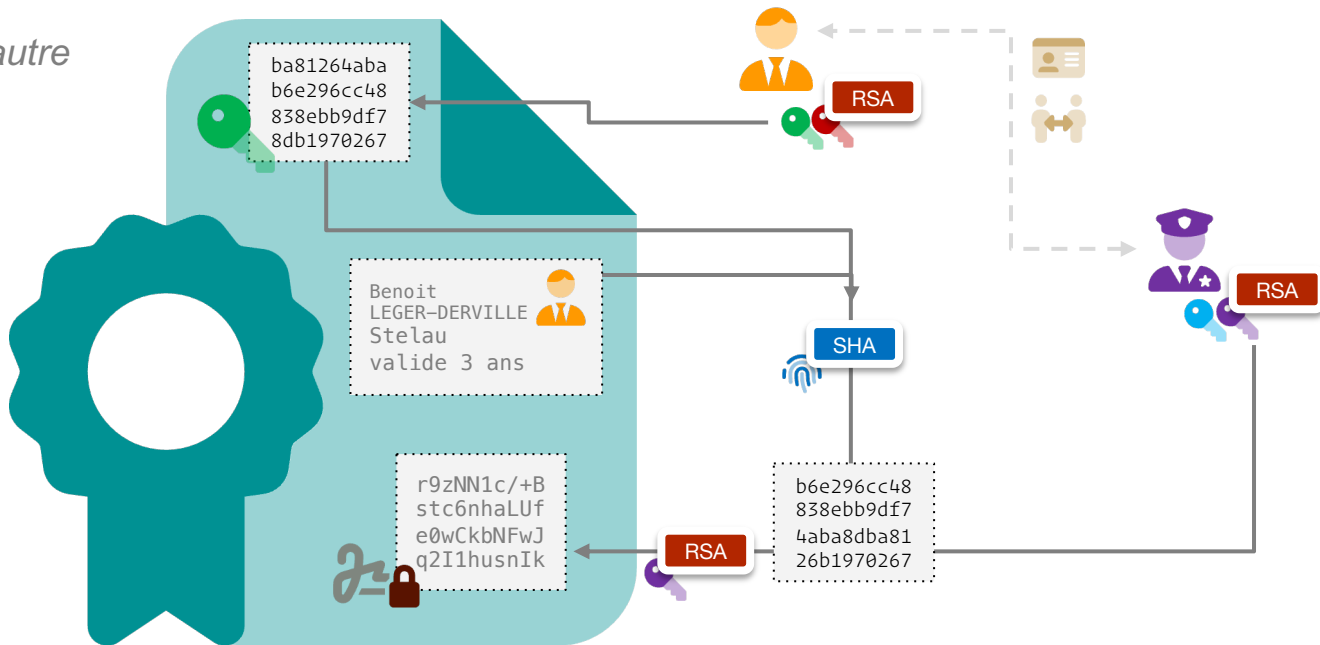 autre
ba81264aba
b6e296cc48
838ebb9df7
8db1970267
RSA
RSA
Benoit
LEGER-DERVILLE
Stelau
valide 3 ans
SHA
r9zNN1c/+B
stc6nhaLUf
e0wCkbNFwJ
q2I1husnIk
RSA
b6e296cc48
838ebb9df7
4aba8dba81
26b1970267